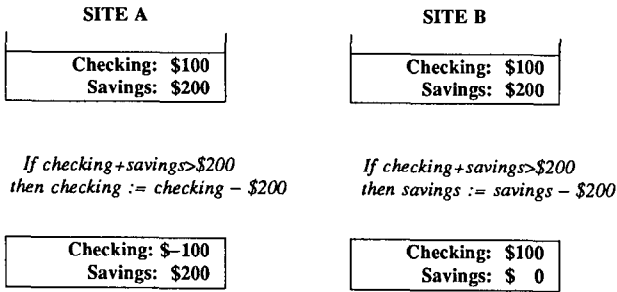 SITE A
Checking: $100
Savings: $200
If checking+savings>$200
then checking := checking – $200
Checking: $–100
Savings: $200
SITE B
Checking: $100
Savings: $200
If checking+savings>$200
then savings := savings – $200
Checking: $100
Savings: $ 0